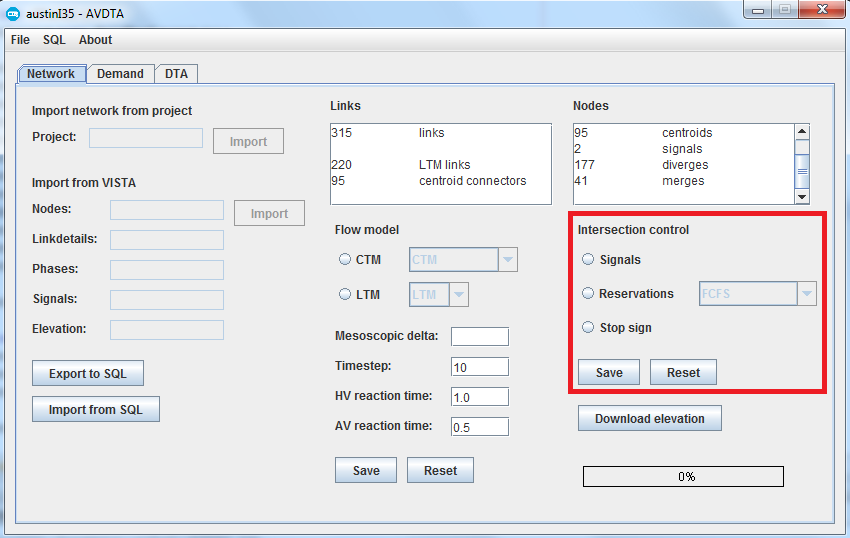 austinI35 - AVDTA
File SQL About
Network Demand DTA
Import network from project
Project: Import
Import from VISTA
Nodes: Import
Linkdetails:
Phases:
Signals:
Elevation:
Export to SQL
Import from SQL
Links
315 links
220 LTM links
95 centroid connectors
Flow model
CTM CTM
LTM LTM
Mesoscopic delta:
Timestep: 10
HV reaction time: 1.0
AV reaction time: 0.5
Save Reset
Nodes
95 centroids
2 signals
177 diverges
41 merges
Intersection control
Signals
Reservations FCFS
Stop sign
Save Reset
Download elevation
0%